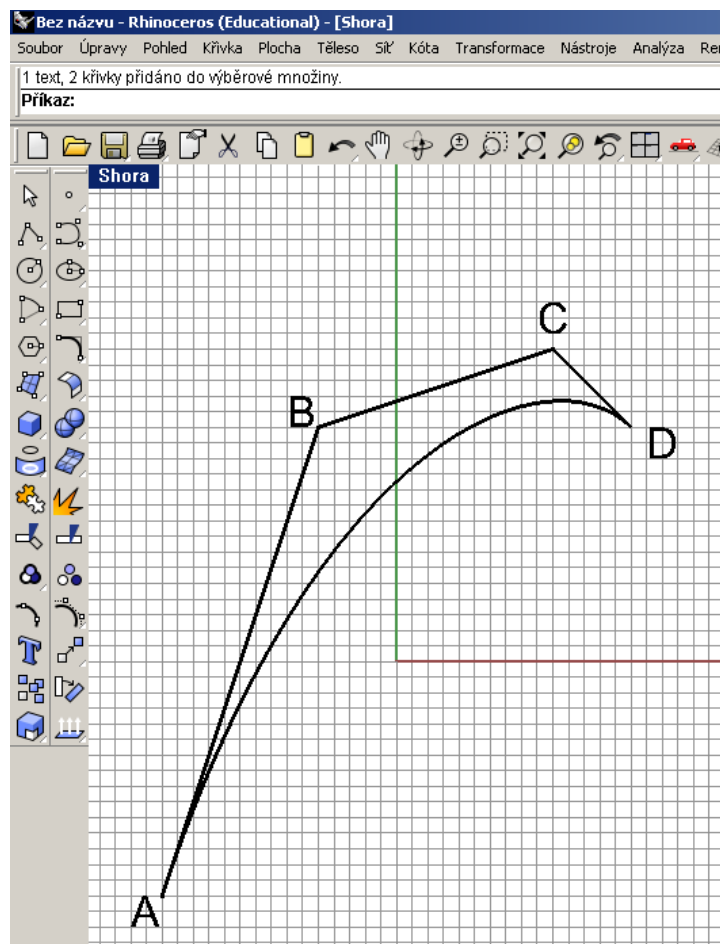 Bez názvu - Rhinoceros (Educational) - [Shora]
Soubor Úpravy Pohled Křivka Plocha Těleso Síť Kóta Transformace Nástroje Analýza
1 text, 2 křivky přidáno do výběrové množiny.
Příkaz:
Shora
C
B
D
A